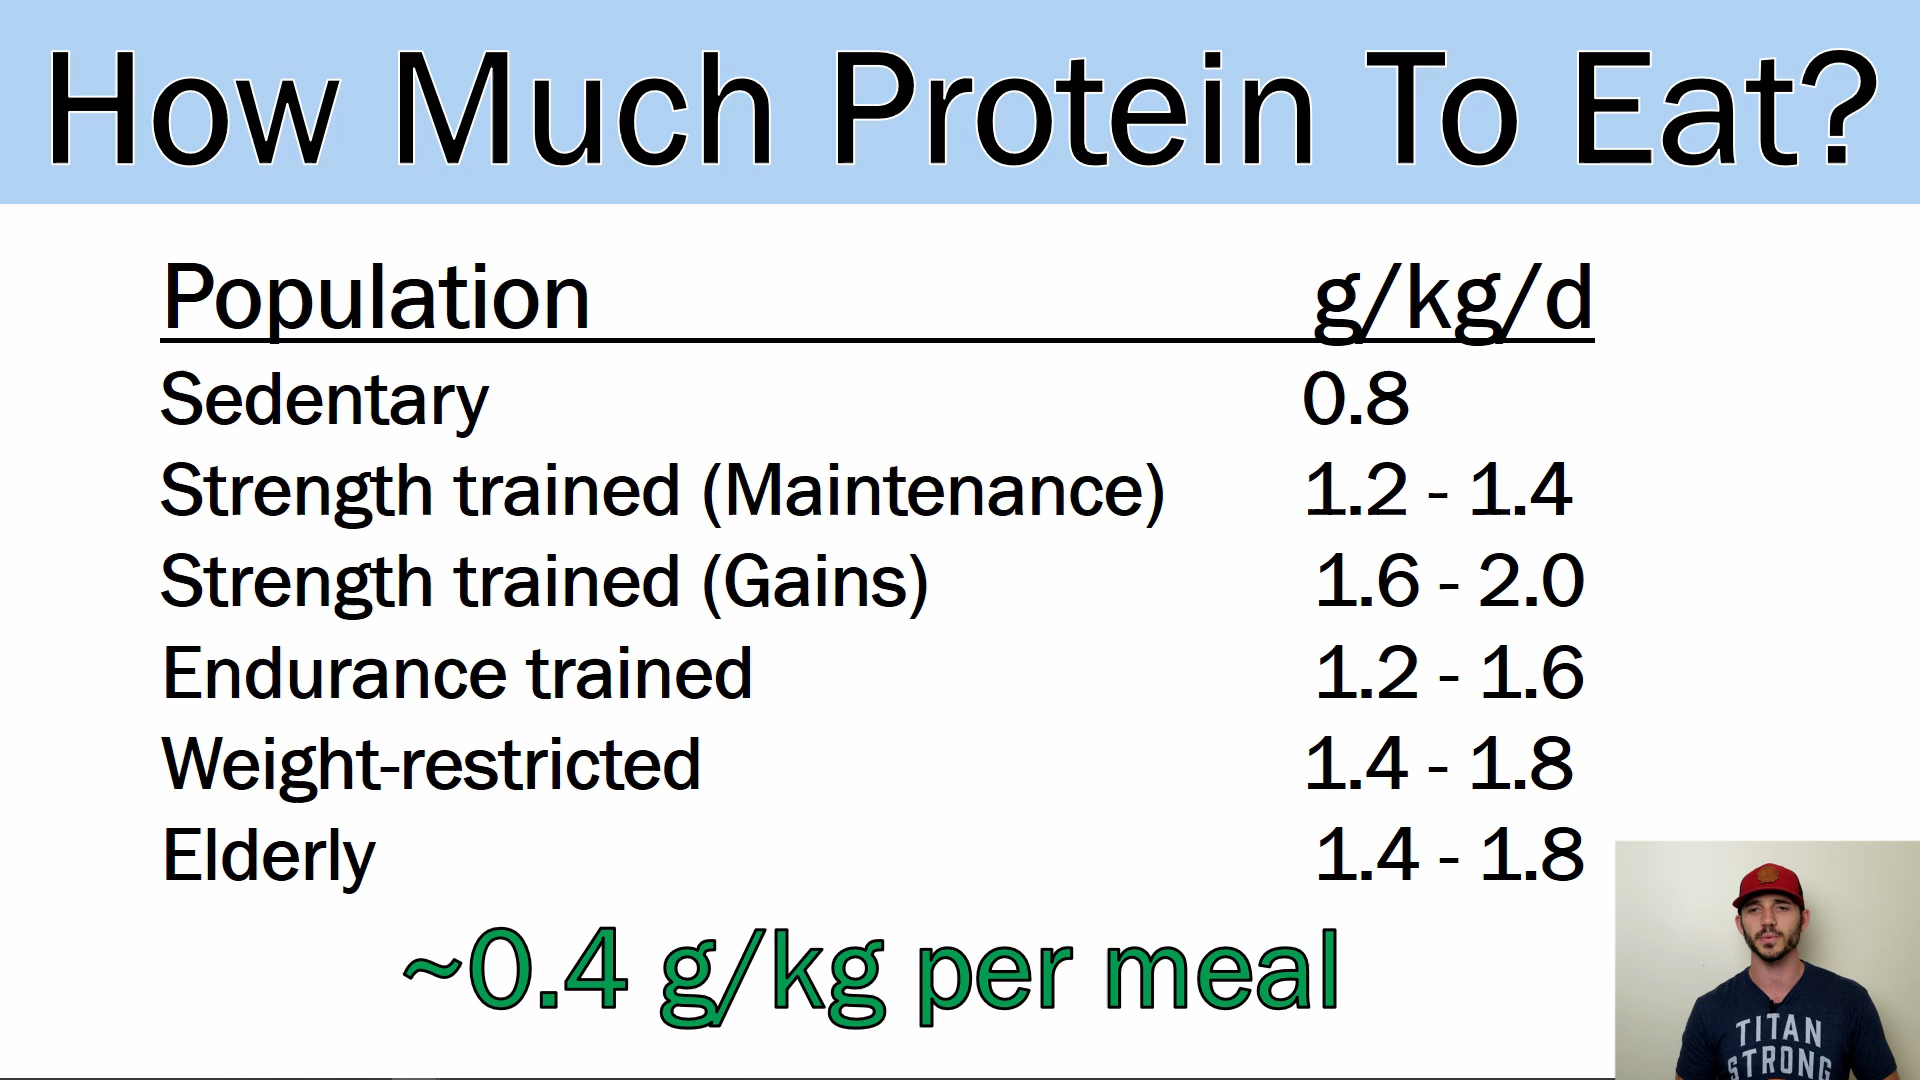 How Much Protein To Eat?
Population g/kg/d
Sedentary 0.8
Strength trained (Maintenance) 1.2 - 1.4
Strength trained (Gains) 1.6 - 2.0
Endurance trained 1.2 - 1.6
Weight-restricted 1.4 - 1.8
Elderly 1.4 - 1.8
~0.4 g/kg per meal
TITAN
STRONG